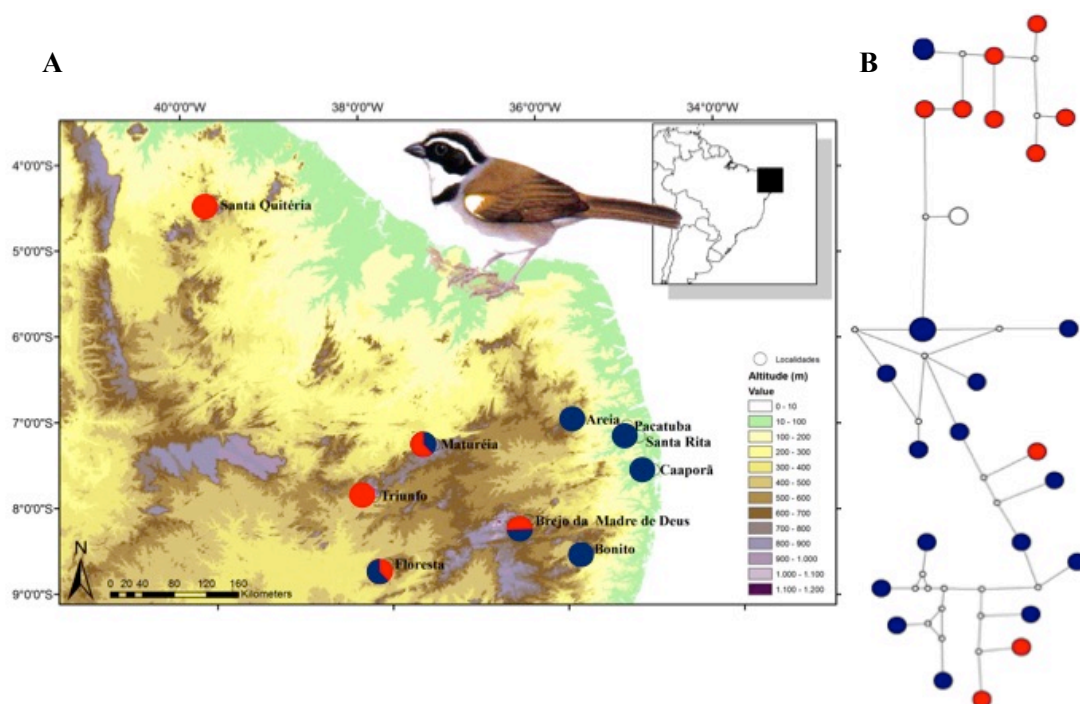 A
B
40°0'0"W 38°0'0"W 36°0'0"W 34°0'0"W
4°0'0"S
5°0'0"S
6°0'0"S
7°0'0"S
8°0'0"S
9°0'0"S
Santa Quitéria
Areia
Pacatuba
Santa Rita
Maturéia
Caaporã
Triunfo
Brejo da Madre de Deus
Bonito
Floresta
N
0 20 40 80 120 160
Kilometers
Localidades
Altitude (m)
Value
0 - 10
10 - 100
100 - 200
200 - 300
300 - 400
400 - 500
500 - 600
600 - 700
700 - 800
800 - 900
900 - 1.000
1.000 - 1.100
1.100 - 1.200